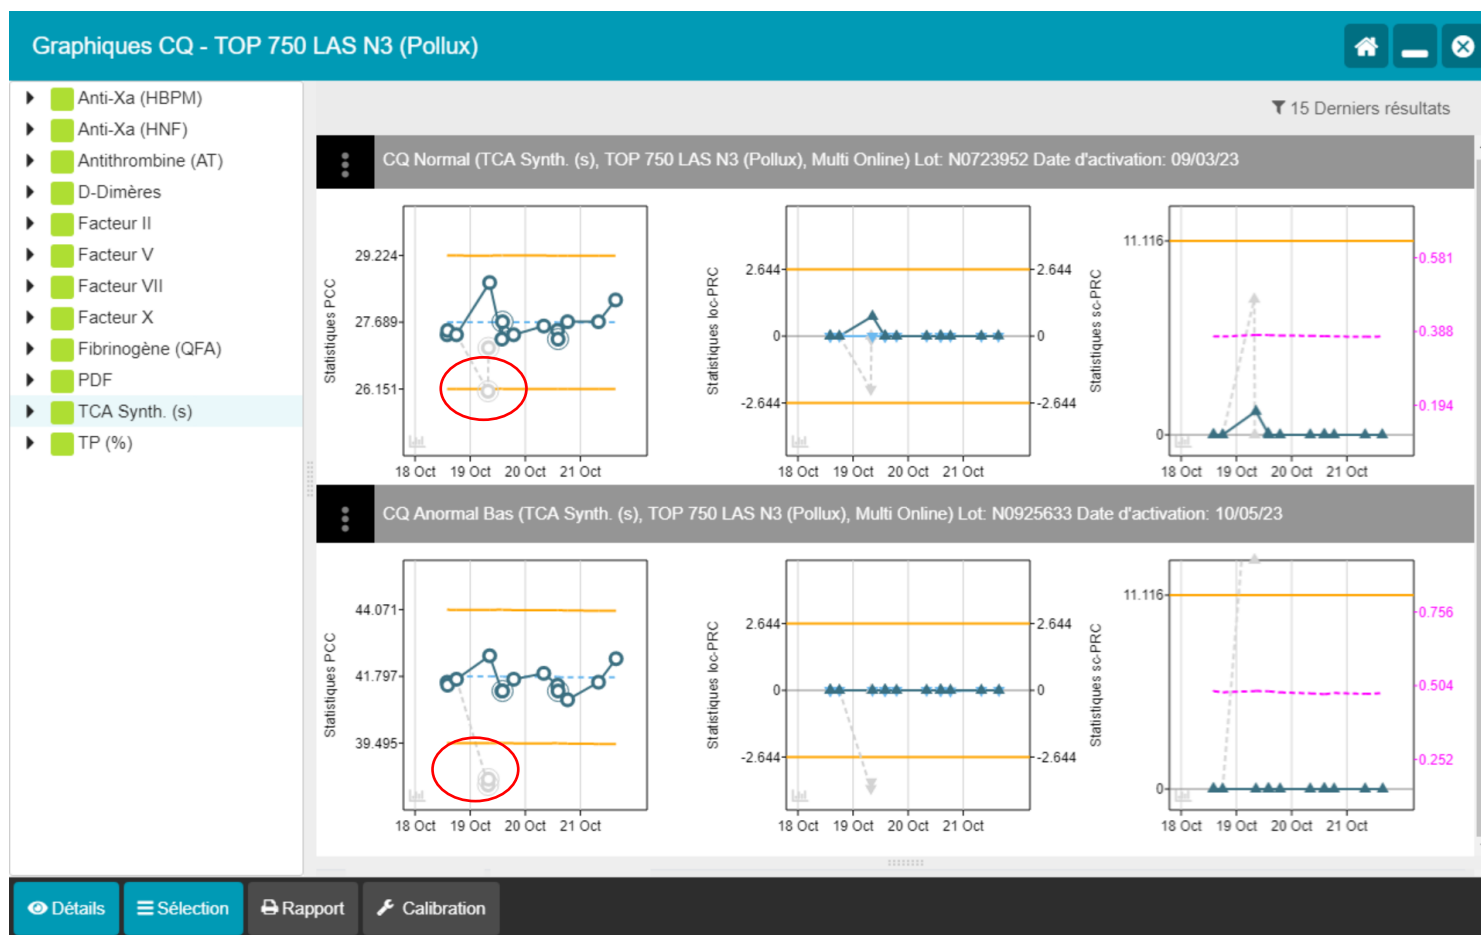 Graphiques CQ - TOP 750 LAS N3 (Pollux)
Anti-Xa (HBPM)
Anti-Xa (HNF)
Antithrombine (AT)
D-Dimères
Facteur II
Facteur V
Facteur VII
Facteur X
Fibrinogène (QFA)
PDF
TCA Synth. (s)
TP (%)
15 Derniers résultats
CQ Normal (TCA Synth. (s), TOP 750 LAS N3 (Pollux), Multi Online) Lot: N0723952 Date d'activation: 09/03/23
Statistiques PCC
29.224
27.689
26.151
18 Oct 19 Oct 20 Oct 21 Oct
Statistiques loc-PRC
2.644
0
-2.644
2.644
0
-2.644
18 Oct 19 Oct 20 Oct 21 Oct
Statistiques sc-PRC
11.116
0
0.581
0.388
0.194
18 Oct 19 Oct 20 Oct 21 Oct
CQ Anormal Bas (TCA Synth. (s), TOP 750 LAS N3 (Pollux), Multi Online) Lot: N0925633 Date d'activation: 10/05/23
Statistiques PCC
44.071
41.797
39.495
18 Oct 19 Oct 20 Oct 21 Oct
Statistiques loc-PRC
2.644
0
-2.644
2.644
0
-2.644
18 Oct 19 Oct 20 Oct 21 Oct
Statistiques sc-PRC
11.116
0
0.756
0.504
0.252
18 Oct 19 Oct 20 Oct 21 Oct
Détails Sélection Rapport Calibration